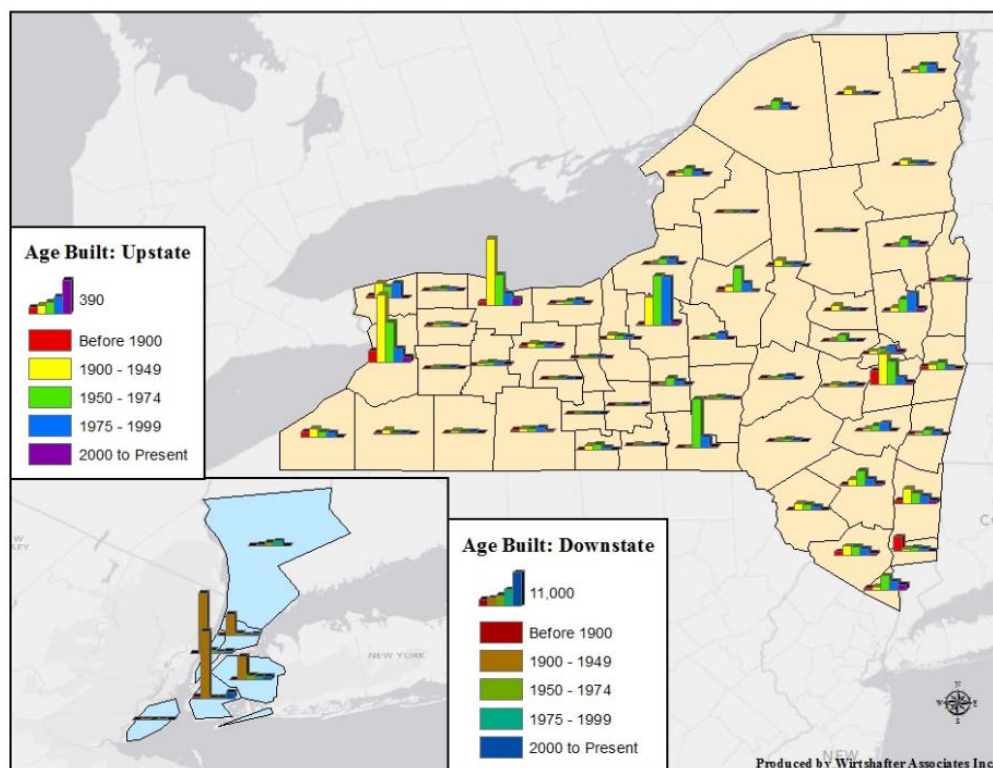 Age Built: Upstate
390
Before 1900
1900 - 1949
1950 - 1974
1975 - 1999
2000 to Present
Age Built: Downstate
11,000
Before 1900
1900 - 1949
1950 - 1974
1975 - 1999
2000 to Present
NEW YORK
N
W
E
S
NEW
Produced by Wirtshafter Associates Inc